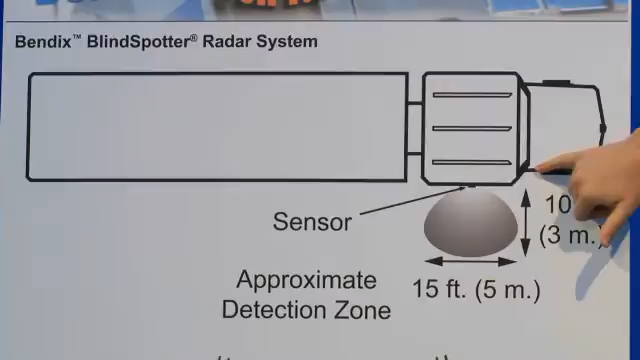 Bendix™ BlindSpotter® Radar System
Sensor
10
(3 m.)
Approximate
Detection Zone
15 ft. (5 m.)